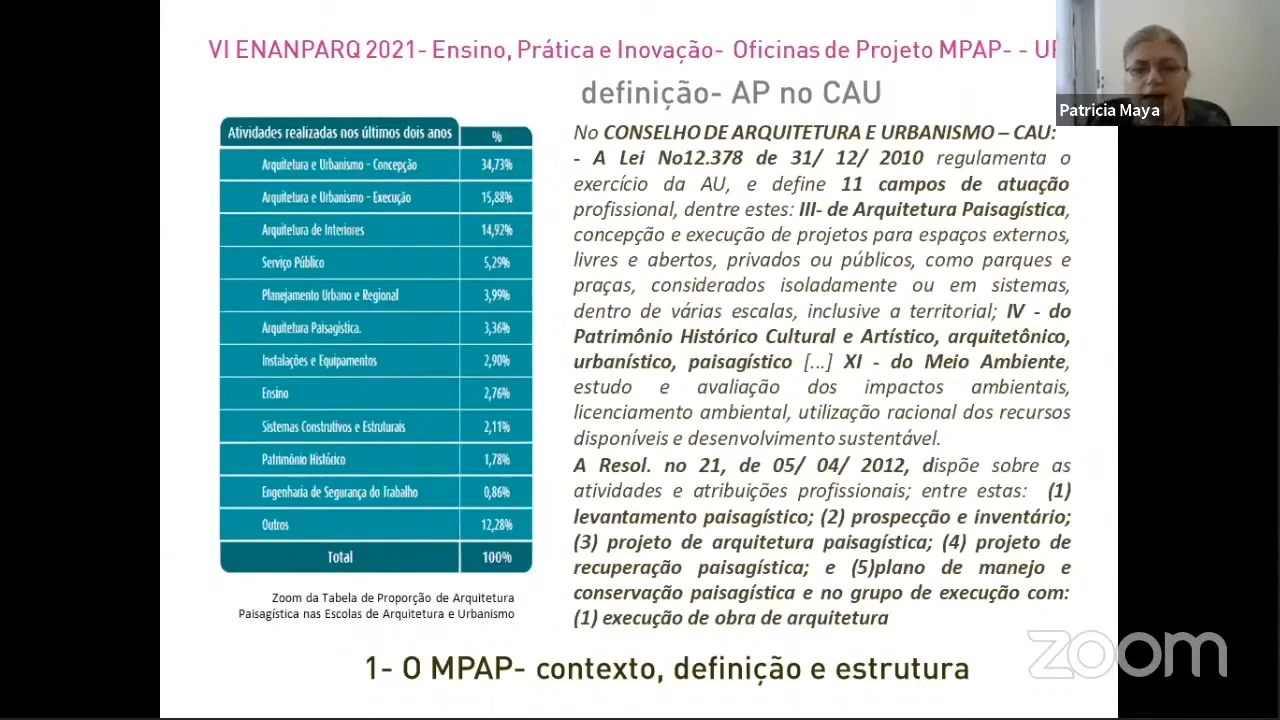 VI ENANPARQ 2021- Ensino, Prática e Inovação- Oficinas de Projeto MPAP- - UF
Patricia Maya
definição- AP no CAU
Atividades realizadas nos últimos dois anos %
Arquitetura e Urbanismo - Concepção 34,73%
Arquitetura e Urbanismo - Execução 15,88%
Arquitetura de Interiores 14,92%
Serviço Público 5,29%
Planejamento Urbano e Regional 3,99%
Arquitetura Paisagística. 3,36%
Instalações e Equipamentos 2,90%
Ensino 2,76%
Sistemas Construtivos e Estruturais 2,11%
Patrimônio Histórico 1,78%
Engenharia de Segurança do Trabalho 0,86%
Outros 12,28%
Total 100%
Zoom da Tabela de Proporção de Arquitetura
Paisagística nas Escolas de Arquitetura e Urbanismo
No CONSELHO DE ARQUITETURA E URBANISMO – CAU:
- A Lei No12.378 de 31/ 12/ 2010 regulamenta o
exercício da AU, e define 11 campos de atuação
profissional, dentre estes: III- de Arquitetura Paisagística,
concepção e execução de projetos para espaços externos,
livres e abertos, privados ou públicos, como parques e
praças, considerados isoladamente ou em sistemas,
dentro de várias escalas, inclusive a territorial; IV - do
Patrimônio Histórico Cultural e Artístico, arquitetônico,
urbanístico, paisagístico [...] XI - do Meio Ambiente,
estudo e avaliação dos impactos ambientais,
licenciamento ambiental, utilização racional dos recursos
disponíveis e desenvolvimento sustentável.
A Resol. no 21, de 05/ 04/ 2012, dispõe sobre as
atividades e atribuições profissionais; entre estas: (1)
levantamento paisagístico; (2) prospecção e inventário;
(3) projeto de arquitetura paisagística; (4) projeto de
recuperação paisagística; e (5)plano de manejo e
conservação paisagística e no grupo de execução com:
(1) execução de obra de arquitetura
1- O MPAP- contexto, definição e estrutura
zoom